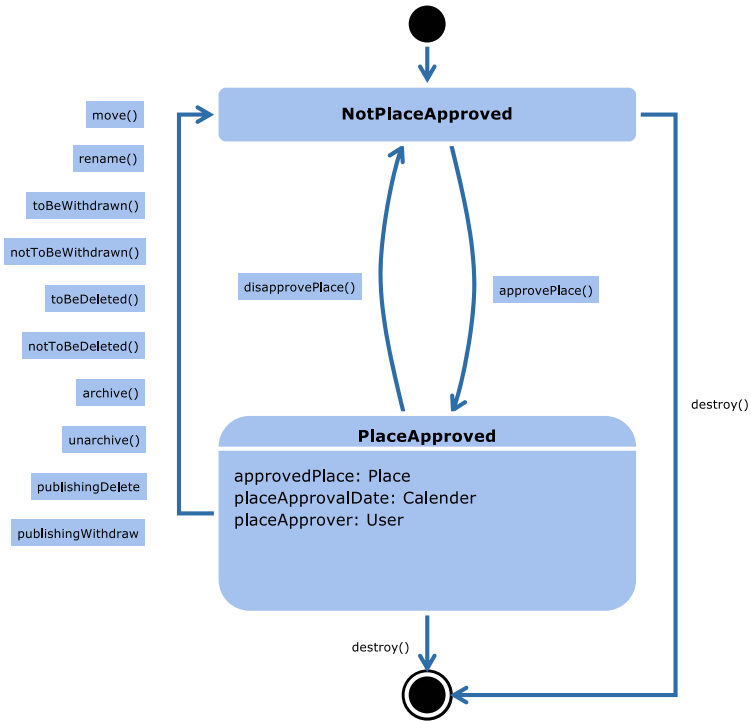 NotPlaceApproved
move()
rename()
toBeWithdrawn()
notToBeWithdrawn()
toBeDeleted()
notToBeDeleted()
archive()
unarchive()
publishingDelete
publishingWithdraw
disapprovePlace()
approvePlace()
destroy()
PlaceApproved
approvedPlace: Place
placeApprovalDate: Calender
placeApprover: User
destroy()